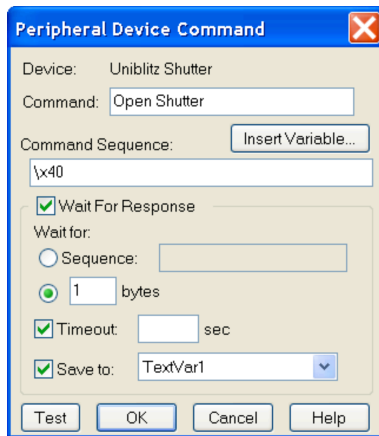 Peripheral Device Command
Device: Uniblitz Shutter
Command: Open Shutter
Command Sequence: Insert Variable...
\x40
Wait For Response
Wait for:
Sequence:
1 bytes
Timeout: sec
Save to: TextVar1
Test OK Cancel Help